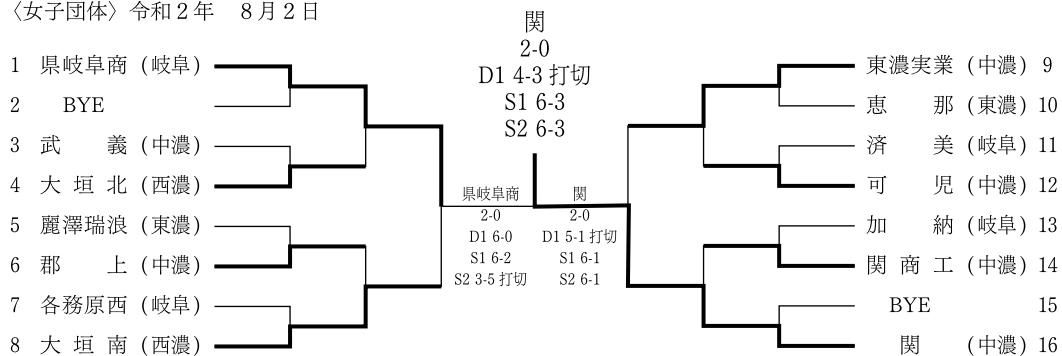 〈女子団体〉令和2年　8月2日
関
2-0
D1 4-3 打切
S1 6-3
S2 6-3
1 県岐阜商 (岐阜)
2 BYE
3 武　義 (中濃)
4 大 垣 北 (西濃)
5 麗澤瑞浪 (東濃)
6 郡　上 (中濃)
7 各務原西 (岐阜)
8 大 垣 南 (西濃)
県岐阜商
2-0
D1 6-0
S1 6-2
S2 3-5 打切
関
2-0
D1 5-1 打切
S1 6-1
S2 6-1
東濃実業 (中濃) 9
恵　那 (東濃) 10
済　美 (岐阜) 11
可　児 (中濃) 12
加　納 (岐阜) 13
関 商 工 (中濃) 14
BYE 15
関 (中濃) 16